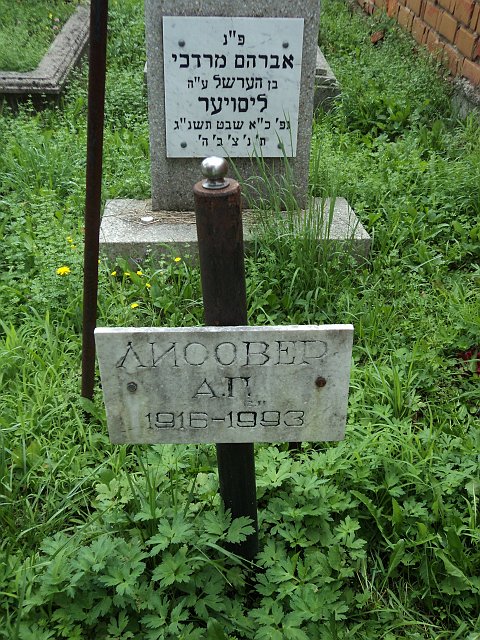 פ"נ
אברהם מרדכי
בן הערשל ע"ה
ליסויער
נפ' כ"א שבט תשנ"ג
ת' נ' צ' ב' ה'
ЛИСОВЕР
А.П.
1916-1993